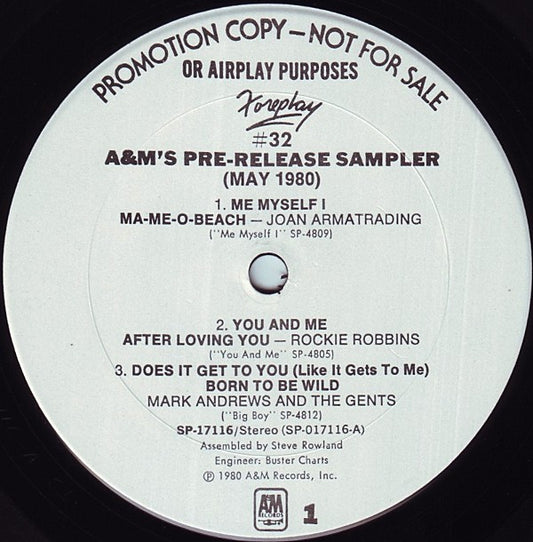 PROMOTION COPY — NOT FOR SALE
OR AIRPLAY PURPOSES
Foreplay
#32
A&M'S PRE-RELEASE SAMPLER
(MAY 1980)
1. ME MYSELF I
MA-ME-O-BEACH — JOAN ARMATRADING
(''Me Myself I'' SP-4809)
2. YOU AND ME
AFTER LOVING YOU — ROCKIE ROBBINS
(''You And Me'' SP-4805)
3. DOES IT GET TO YOU (Like It Gets To Me)
BORN TO BE WILD
MARK ANDREWS AND THE GENTS
(''Big Boy'' SP-4812)
SP-17116/Stereo (SP-017116-A)
Assembled by Steve Rowland
Engineer: Buster Charts
℗ 1980 A&M Records, Inc.
A&M
RECORDS
1